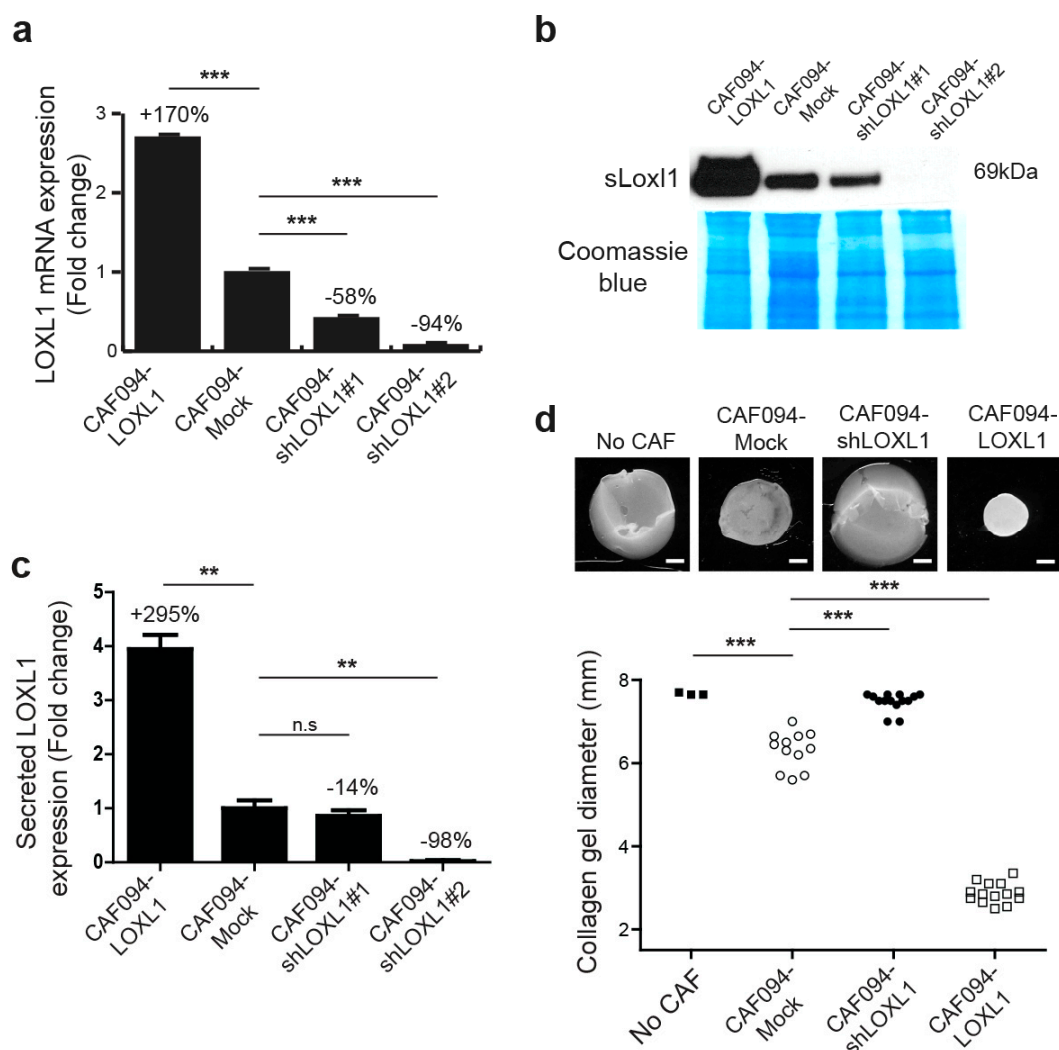 a
***
3
+170%
***
2
***
1
-58%
-94%
0
LOXL1 mRNA expression
(Fold change)
CAF094-
LOXL1
CAF094-
Mock
CAF094-
shLOXL1#1
CAF094-
shLOXL1#2
b
CAF094-
LOXL1
CAF094-
Mock
CAF094-
shLOXL1#1
CAF094-
shLOXL1#2
sLoxl1
69kDa
Coomassie
blue
c
**
5
+295%
4
**
3
n.s
2
-14%
1
-98%
0
Secreted LOXL1
expression (Fold change)
CAF094-
LOXL1
CAF094-
Mock
CAF094-
shLOXL1#1
CAF094-
shLOXL1#2
d
No CAF
CAF094-
Mock
CAF094-
shLOXL1
CAF094-
LOXL1
***
***
***
8
6
4
2
Collagen gel diameter (mm)
No CAF
CAF094-
Mock
CAF094-
shLOXL1
CAF094-
LOXL1